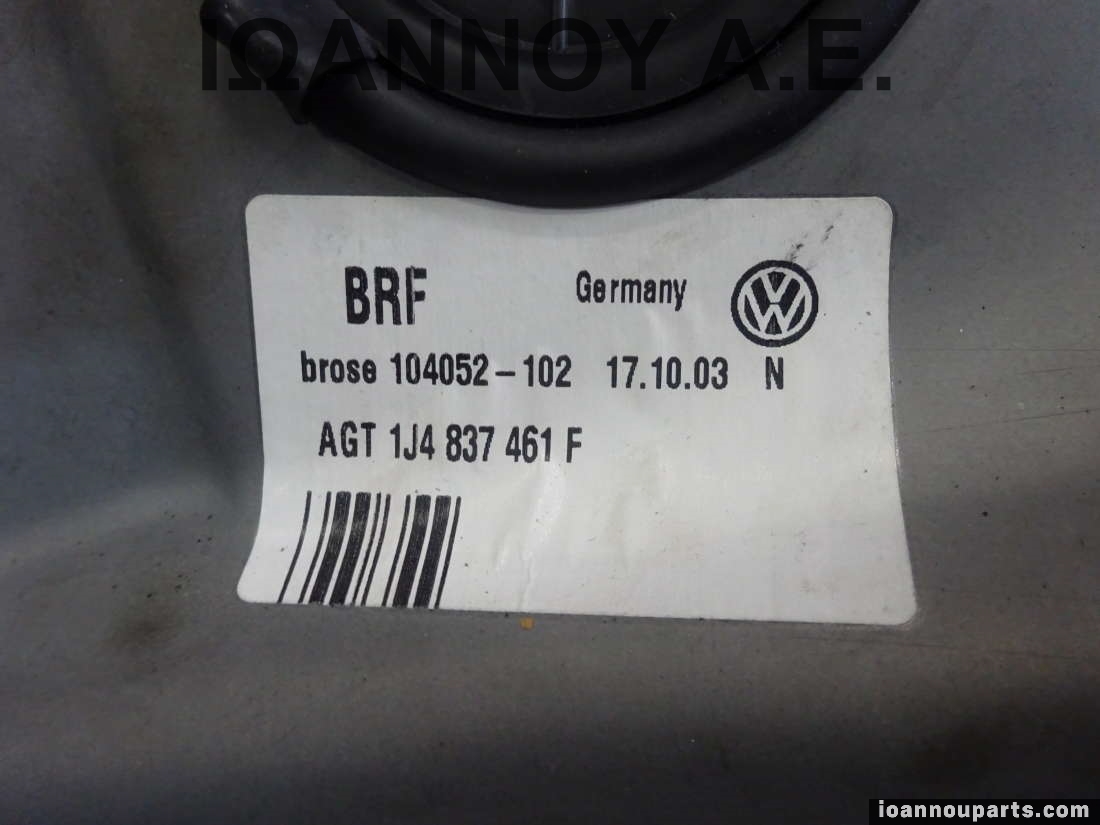 ΙΩΑΝΝΟΥ Α.Ε.
BRF Germany
brose 104052-102 17.10.03 N
AGT 1J4 837 461 F
ioannouparts.com